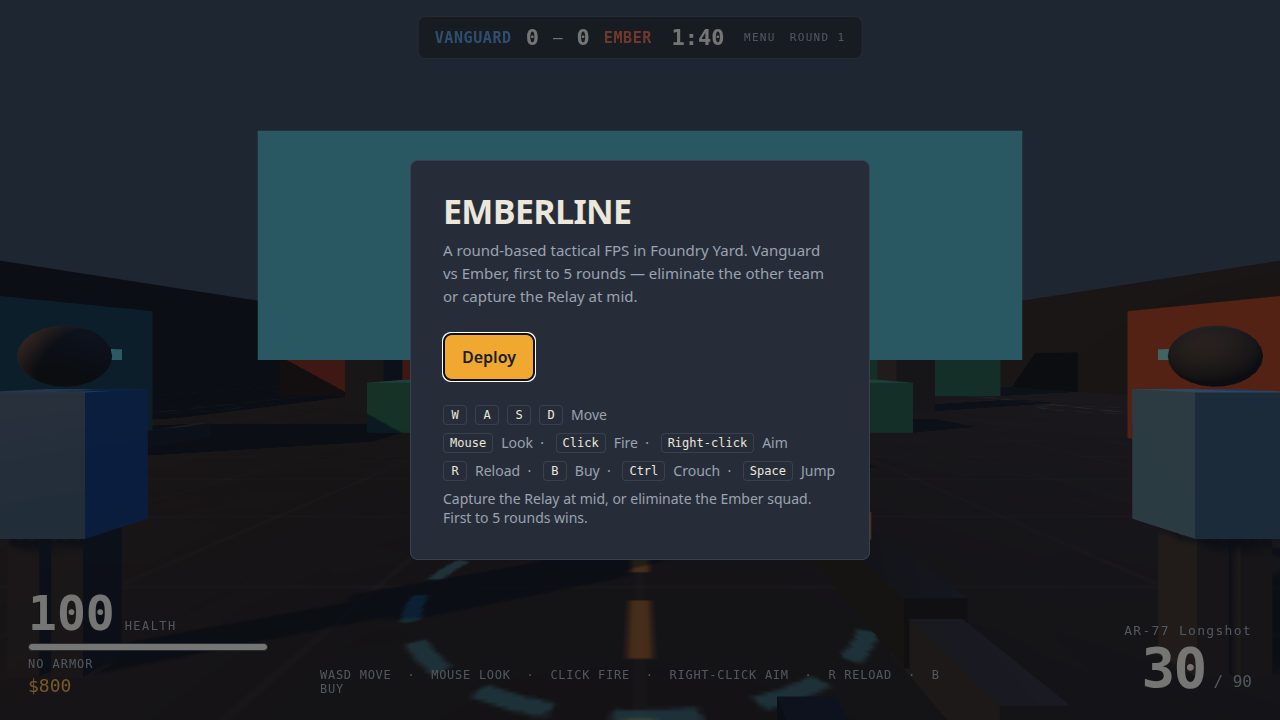 VANGUARD 0 — 0 EMBER 1:40 MENU ROUND 1
EMBERLINE
A round-based tactical FPS in Foundry Yard. Vanguard
vs Ember, first to 5 rounds — eliminate the other team
or capture the Relay at mid.
Deploy
W A S D Move
Mouse Look · Click Fire · Right-click Aim
R Reload · B Buy · Ctrl Crouch · Space Jump
Capture the Relay at mid, or eliminate the Ember squad.
First to 5 rounds wins.
100 HEALTH
NO ARMOR
$800
WASD MOVE · MOUSE LOOK · CLICK FIRE · RIGHT-CLICK AIM · R RELOAD · B
BUY
AR-77 Longshot
30 / 90